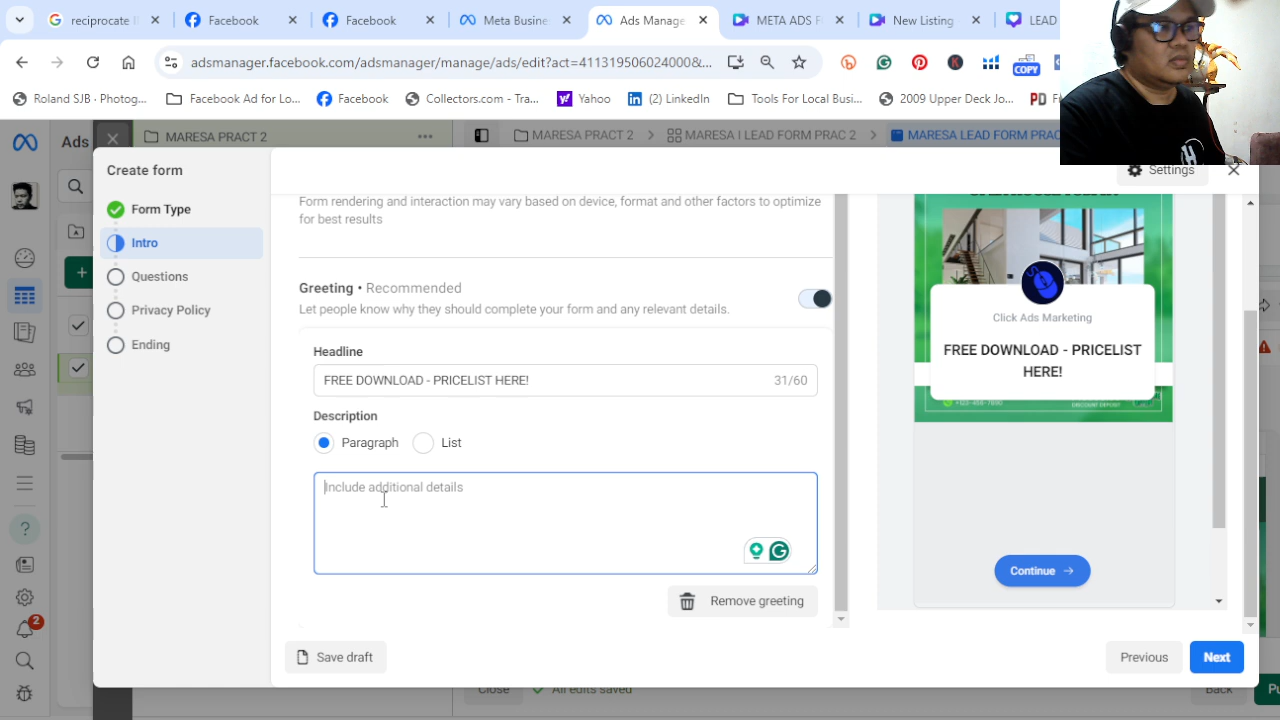 reciprocate l
Facebook
Facebook
Meta Busine
Ads Manage
META ADS F
New Listing
LEAD
adsmanager.facebook.com/adsmanager/manage/ads/edit?act=411319506024000&...
COPY
Roland SJB - Photog...
Facebook Ad for Lo...
Facebook
Collectors.com - Tra...
Yahoo
(2) LinkedIn
Tools For Local Busi...
2009 Upper Deck Jo...
Ads
MARESA PRACT 2
MARESA PRACT 2
MARESA I LEAD FORM PRAC 2
MARESA LEAD FORM PRAC
Create form
Settings
Form Type
Intro
Questions
Privacy Policy
Ending
Form rendering and interaction may vary based on device, format and other factors to optimize
for best results
Greeting • Recommended
Let people know why they should complete your form and any relevant details.
Headline
FREE DOWNLOAD - PRICELIST HERE!
31/60
Description
Paragraph
List
Include additional details
Remove greeting
Click Ads Marketing
FREE DOWNLOAD - PRICELIST
HERE!
+123-456-7890
DISCOUNT DEPOSIT
Continue
Save draft
Previous
Next
2
Close
All edits saved
Back